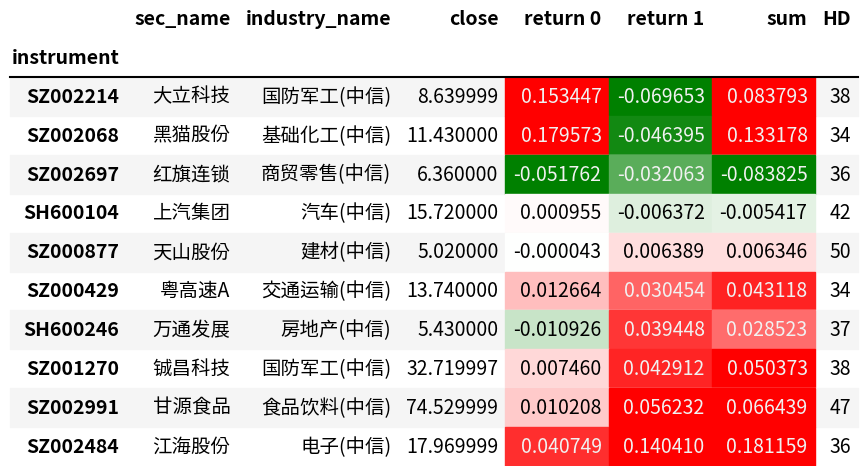 sec_name industry_name close return 0 return 1 sum HD
instrument
SZ002214 大立科技 国防军工(中信) 8.639999 0.153447 -0.069653 0.083793 38
SZ002068 黑猫股份 基础化工(中信) 11.430000 0.179573 -0.046395 0.133178 34
SZ002697 红旗连锁 商贸零售(中信) 6.360000 -0.051762 -0.032063 -0.083825 36
SH600104 上汽集团 汽车(中信) 15.720000 0.000955 -0.006372 -0.005417 42
SZ000877 天山股份 建材(中信) 5.020000 -0.000043 0.006389 0.006346 50
SZ000429 粤高速A 交通运输(中信) 13.740000 0.012664 0.030454 0.043118 34
SH600246 万通发展 房地产(中信) 5.430000 -0.010926 0.039448 0.028523 37
SZ001270 铖昌科技 国防军工(中信) 32.719997 0.007460 0.042912 0.050373 38
SZ002991 甘源食品 食品饮料(中信) 74.529999 0.010208 0.056232 0.066439 47
SZ002484 江海股份 电子(中信) 17.969999 0.040749 0.140410 0.181159 36